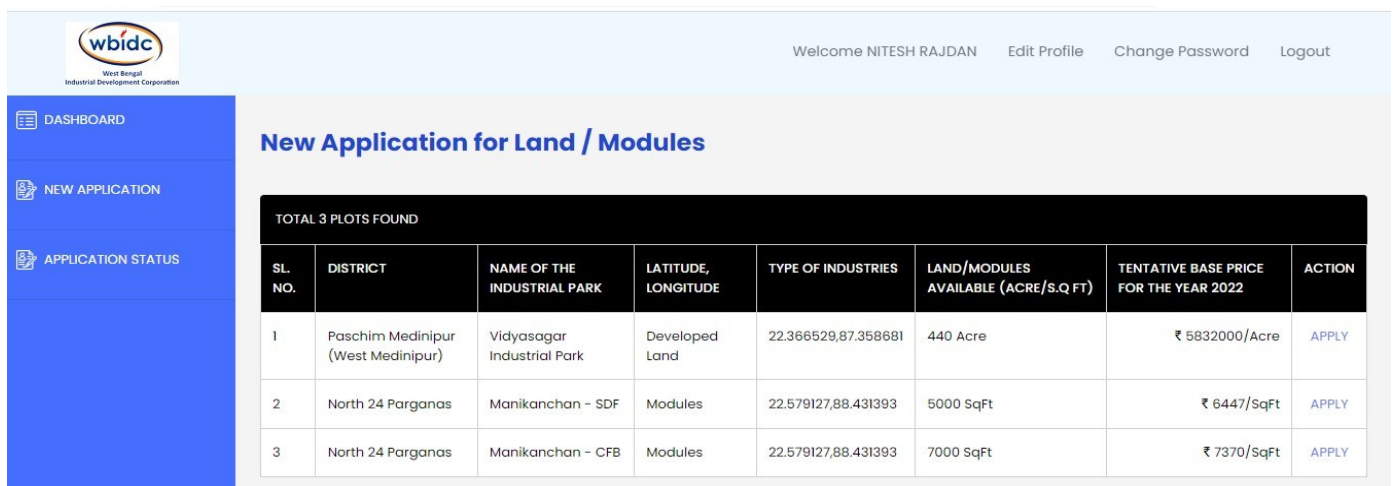 wbidc
West Bengal
Industrial Development Corporation
Welcome NITESH RAJDAN Edit Profile Change Password Logout
DASHBOARD
NEW APPLICATION
APPLICATION STATUS
New Application for Land / Modules
TOTAL 3 PLOTS FOUND
SL. NO. DISTRICT NAME OF THE INDUSTRIAL PARK LATITUDE, LONGITUDE TYPE OF INDUSTRIES LAND/MODULES AVAILABLE (ACRE/S.Q FT) TENTATIVE BASE PRICE FOR THE YEAR 2022 ACTION
1 Paschim Medinipur (West Medinipur) Vidyasagar Industrial Park Developed Land 22.366529,87.358681 440 Acre ₹ 5832000/Acre APPLY
2 North 24 Parganas Manikanchan - SDF Modules 22.579127,88.431393 5000 SqFt ₹ 6447/SqFt APPLY
3 North 24 Parganas Manikanchan - CFB Modules 22.579127,88.431393 7000 SqFt ₹ 7370/SqFt APPLY